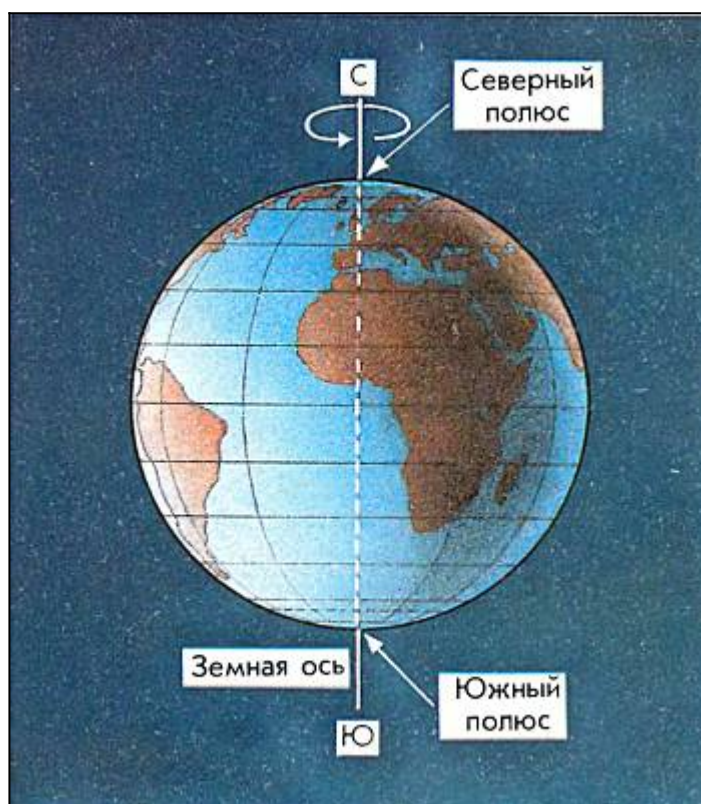 С
Северный
полюс
Земная ось
Южный
полюс
Ю